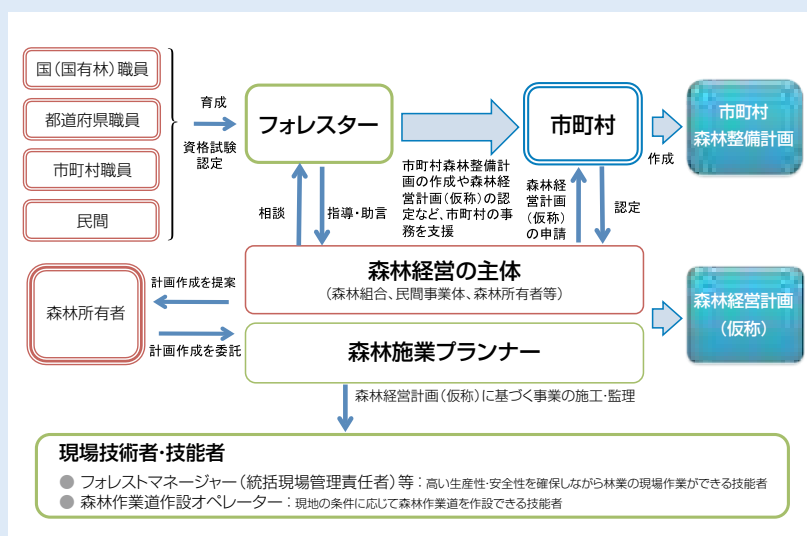 国(国有林)職員
都道府県職員
市町村職員
民間
育成
資格試験
認定
フォレスター
市町村森林整備計
画の作成や森林経
営計画(仮称)の認
定など、市町村の事
務を支援
市町村
作成
市町村
森林整備計画
相談
指導・助言
森林経
営計画
(仮称)
の申請
認定
森林経営の主体
(森林組合、民間事業体、森林所有者等)
計画作成を提案
森林所有者
計画作成を委託
森林施業プランナー
森林経営計画
(仮称)
森林経営計画(仮称)に基づく事業の施工・監理
現場技術者・技能者
● フォレストマネージャー(統括現場管理責任者)等:高い生産性・安全性を確保しながら林業の現場作業ができる技能者
● 森林作業道作設オペレーター:現地の条件に応じて森林作業道を作設できる技能者